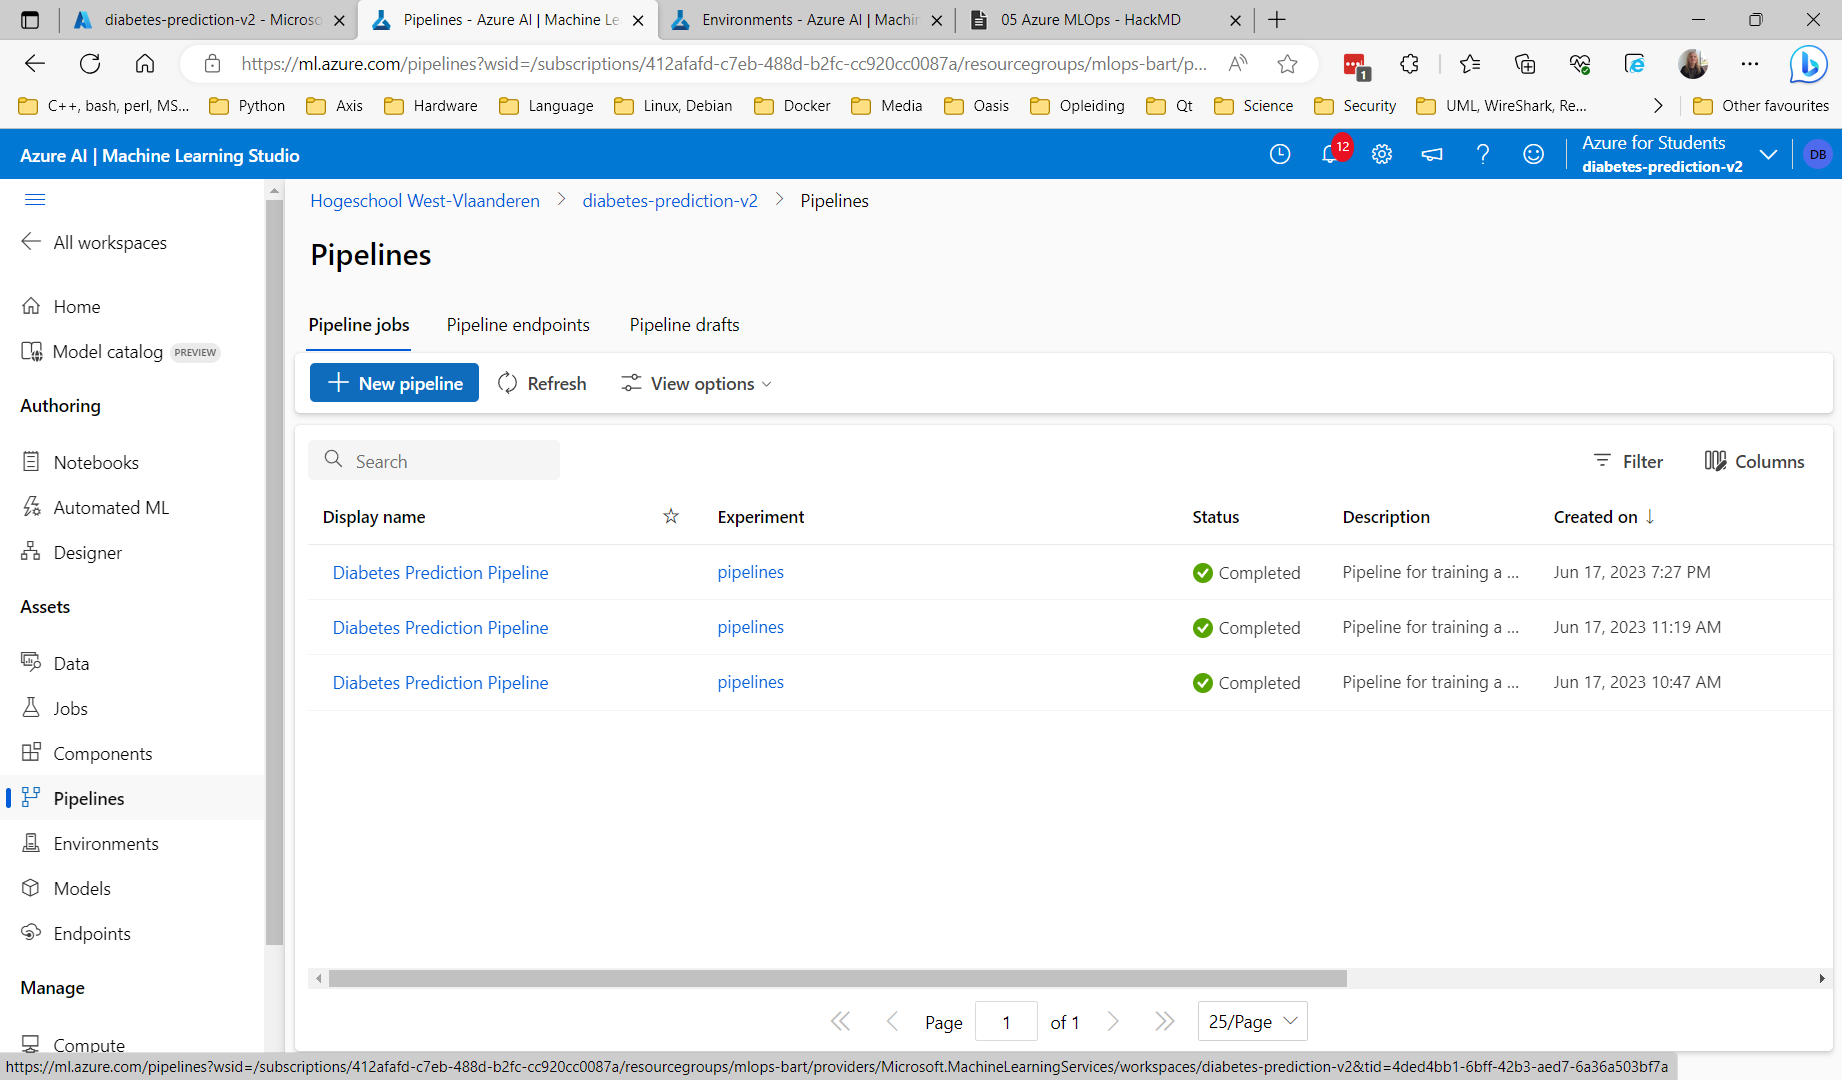 diabetes-prediction-v2 - Microso
Pipelines - Azure AI | Machine Le
Environments - Azure AI | Machin
05 Azure MLOps - HackMD
https://ml.azure.com/pipelines?wsid=/subscriptions/412afafd-c7eb-488d-b2fc-cc920cc0087a/resourcegroups/mlops-bart/p...
1
C++, bash, perl, MS...
Python
Axis
Hardware
Language
Linux, Debian
Docker
Media
Oasis
Opleiding
Qt
Science
Security
UML, WireShark, Re...
Other favourites
Azure AI | Machine Learning Studio
12
Azure for Students
diabetes-prediction-v2
DB
All workspaces
Home
Model catalog PREVIEW
Authoring
Notebooks
Automated ML
Designer
Assets
Data
Jobs
Components
Pipelines
Environments
Models
Endpoints
Manage
Compute
Hogeschool West-Vlaanderen > diabetes-prediction-v2 > Pipelines
Pipelines
Pipeline jobs Pipeline endpoints Pipeline drafts
New pipeline Refresh View options
Search Filter Columns
Display name Experiment Status Description Created on ↓
Diabetes Prediction Pipeline pipelines Completed Pipeline for training a ... Jun 17, 2023 7:27 PM
Diabetes Prediction Pipeline pipelines Completed Pipeline for training a ... Jun 17, 2023 11:19 AM
Diabetes Prediction Pipeline pipelines Completed Pipeline for training a ... Jun 17, 2023 10:47 AM
Page 1 of 1 25/Page
https://ml.azure.com/pipelines?wsid=/subscriptions/412afafd-c7eb-488d-b2fc-cc920cc0087a/resourcegroups/mlops-bart/providers/Microsoft.MachineLearningServices/workspaces/diabetes-prediction-v2&tid=4ded4bb1-6bff-42b3-aed7-6a36a503bf7a